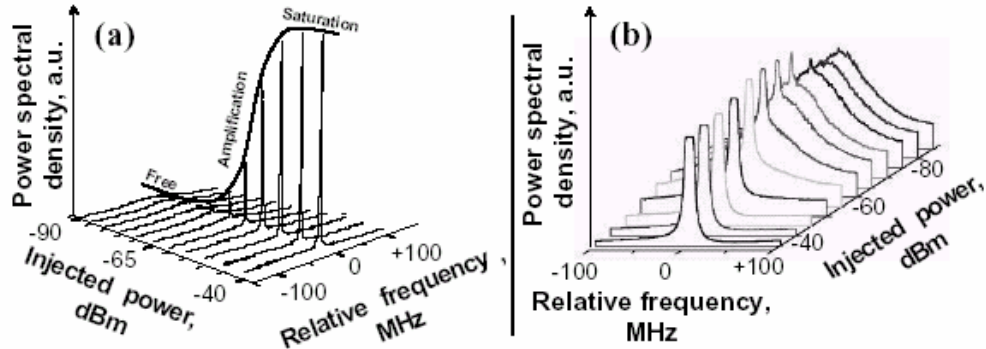 (a)
Power spectral
density, a.u.
Free
Amplification
Saturation
-90
-65
-40
Injected power,
dBm
-100
0
+100
Relative frequency ,
MHz
(b)
Power spectral
density, a.u.
-100
0
+100
Relative frequency,
MHz
-40
-60
-80
Injected power,
dBm